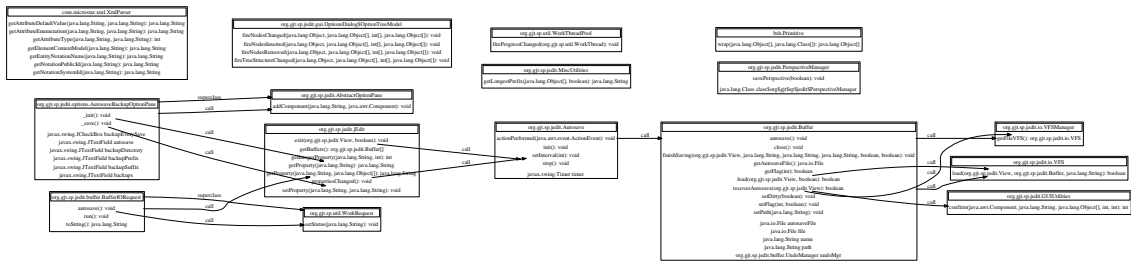 com.microstar.xml.XmlParser
getAttributeDefaultValue(java.lang.String, java.lang.String): java.lang.String
getAttributeEnumeration(java.lang.String, java.lang.String): java.lang.String
getAttributeType(java.lang.String, java.lang.String): int
getElementContentModel(java.lang.String): java.lang.String
getEntityNotationName(java.lang.String): java.lang.String
getNotationPublicId(java.lang.String): java.lang.String
getNotationSystemId(java.lang.String): java.lang.String
org.gjt.sp.jedit.gui.OptionsDialog$OptionTreeModel
fireNodesChanged(java.lang.Object, java.lang.Object[], int[], java.lang.Object[]): void
fireNodesInserted(java.lang.Object, java.lang.Object[], int[], java.lang.Object[]): void
fireNodesRemoved(java.lang.Object, java.lang.Object[], int[], java.lang.Object[]): void
fireTreeStructureChanged(java.lang.Object, java.lang.Object[], int[], java.lang.Object[]): void
org.gjt.sp.util.WorkThreadPool
fireProgressChanged(org.gjt.sp.util.WorkThread): void
bsh.Primitive
wrap(java.lang.Object[], java.lang.Class[]): java.lang.Object[]
org.gjt.sp.jedit.MiscUtilities
getLongestPrefix(java.lang.Object[], boolean): java.lang.String
org.gjt.sp.jedit.PerspectiveManager
savePerspective(boolean): void
java.lang.Class class$org$gjt$sp$jedit$PerspectiveManager
org.gjt.sp.jedit.options.AutosaveBackupOptionPane
_init(): void
_save(): void
javax.swing.JCheckBox backupEverySave
javax.swing.JTextField autosave
javax.swing.JTextField backupDirectory
javax.swing.JTextField backupPrefix
javax.swing.JTextField backupSuffix
javax.swing.JTextField backups
superclass
call
call
call
org.gjt.sp.jedit.AbstractOptionPane
addComponent(java.lang.String, java.awt.Component): void
org.gjt.sp.jedit.jEdit
exit(org.gjt.sp.jedit.View, boolean): void
getBuffers(): org.gjt.sp.jedit.Buffer[]
getIntegerProperty(java.lang.String, int): int
getProperty(java.lang.String): java.lang.String
getProperty(java.lang.String, java.lang.Object[]): java.lang.String
propertiesChanged(): void
setProperty(java.lang.String, java.lang.String): void
call
call
org.gjt.sp.jedit.Autosave
actionPerformed(java.awt.event.ActionEvent): void
init(): void
setInterval(int): void
stop(): void
javax.swing.Timer timer
call
org.gjt.sp.jedit.Buffer
autosave(): void
close(): void
finishSaving(org.gjt.sp.jedit.View, java.lang.String, java.lang.String, java.lang.String, boolean, boolean): void
getAutosaveFile(): java.io.File
getFlag(int): boolean
load(org.gjt.sp.jedit.View, boolean): boolean
recoverAutosave(org.gjt.sp.jedit.View): boolean
setDirty(boolean): void
setFlag(int, boolean): void
setPath(java.lang.String): void
java.io.File autosaveFile
java.io.File file
java.lang.String name
java.lang.String path
org.gjt.sp.jedit.buffer.UndoManager undoMgr
call
call
call
call
org.gjt.sp.jedit.io.VFSManager
getFileVFS(): org.gjt.sp.jedit.io.VFS
org.gjt.sp.jedit.io.VFS
load(org.gjt.sp.jedit.View, org.gjt.sp.jedit.Buffer, java.lang.String): boolean
org.gjt.sp.jedit.GUIUtilities
confirm(java.awt.Component, java.lang.String, java.lang.Object[], int, int): int
org.gjt.sp.jedit.buffer.BufferIORequest
autosave(): void
run(): void
toString(): java.lang.String
superclass
call
call
org.gjt.sp.util.WorkRequest
setStatus(java.lang.String): void